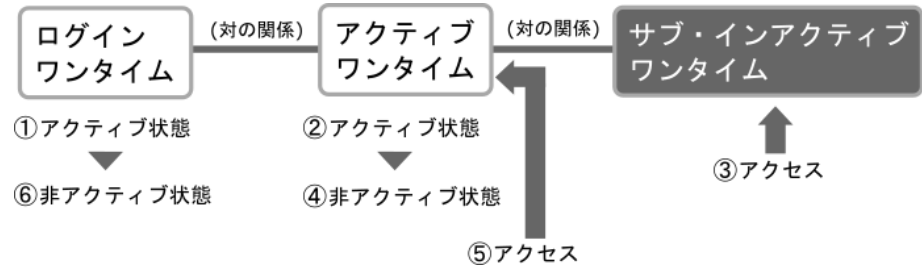 ログイン
ワンタイム
(対の関係)
アクティブ
ワンタイム
(対の関係)
サブ・インアクティブ
ワンタイム
①アクティブ状態
②アクティブ状態
③アクセス
⑥非アクティブ状態
④非アクティブ状態
⑤アクセス